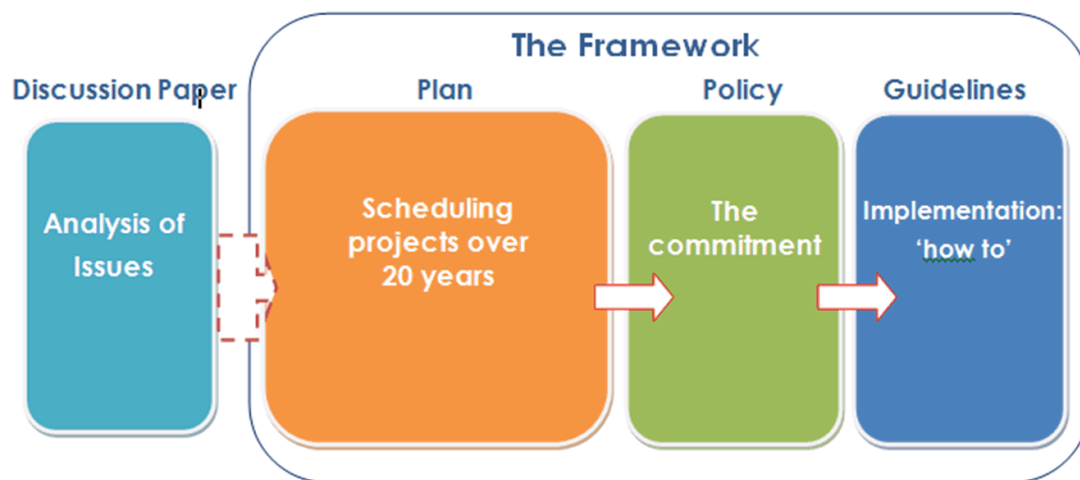 The Framework
Discussion Paper
Plan
Policy
Guidelines
Analysis of
Issues
Scheduling
projects over
20 years
The
commitment
Implementation:
‘how to’